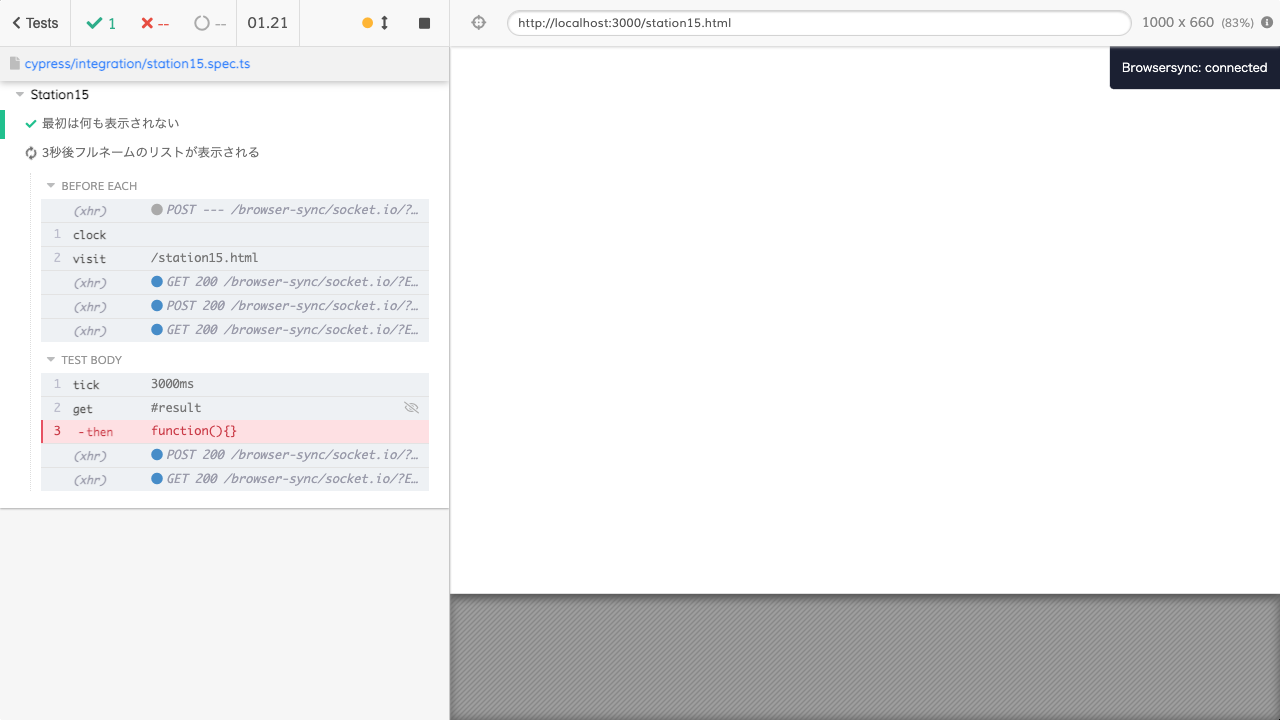 Tests 1 -- -- 01.21
http://localhost:3000/station15.html 1000 x 660 (83%)
cypress/integration/station15.spec.ts
Browsersync: connected
Station15
最初は何も表示されない
3秒後フルネームのリストが表示される
BEFORE EACH
(xhr) POST --- /browser-sync/socket.io/?…
1 clock
2 visit /station15.html
(xhr) GET 200 /browser-sync/socket.io/?E…
(xhr) POST 200 /browser-sync/socket.io/?…
(xhr) GET 200 /browser-sync/socket.io/?E…
TEST BODY
1 tick 3000ms
2 get #result
3 -then function(){}
(xhr) POST 200 /browser-sync/socket.io/?…
(xhr) GET 200 /browser-sync/socket.io/?E…